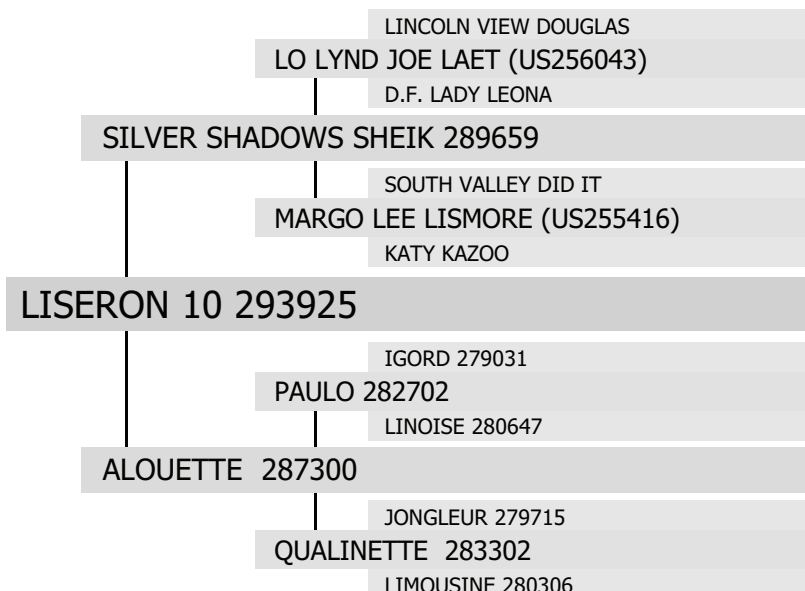 LINCOLN VIEW DOUGLAS
LO LYND JOE LAET (US256043)
D.F. LADY LEONA
SILVER SHADOWS SHEIK 289659
SOUTH VALLEY DID IT
MARGO LEE LISMORE (US255416)
KATY KAZOO
LISERON 10 293925
IGORD 279031
PAULO 282702
LINOISE 280647
ALOUETTE 287300
JONGLEUR 279715
QUALINETTE 283302
LIMOUSINE 280306